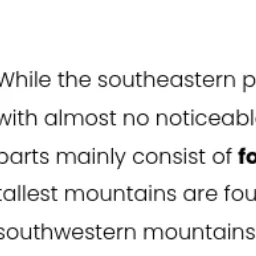 While the southeastern p
with almost no noticeabl
parts mainly consist of fo
tallest mountains are fou
southwestern mountains